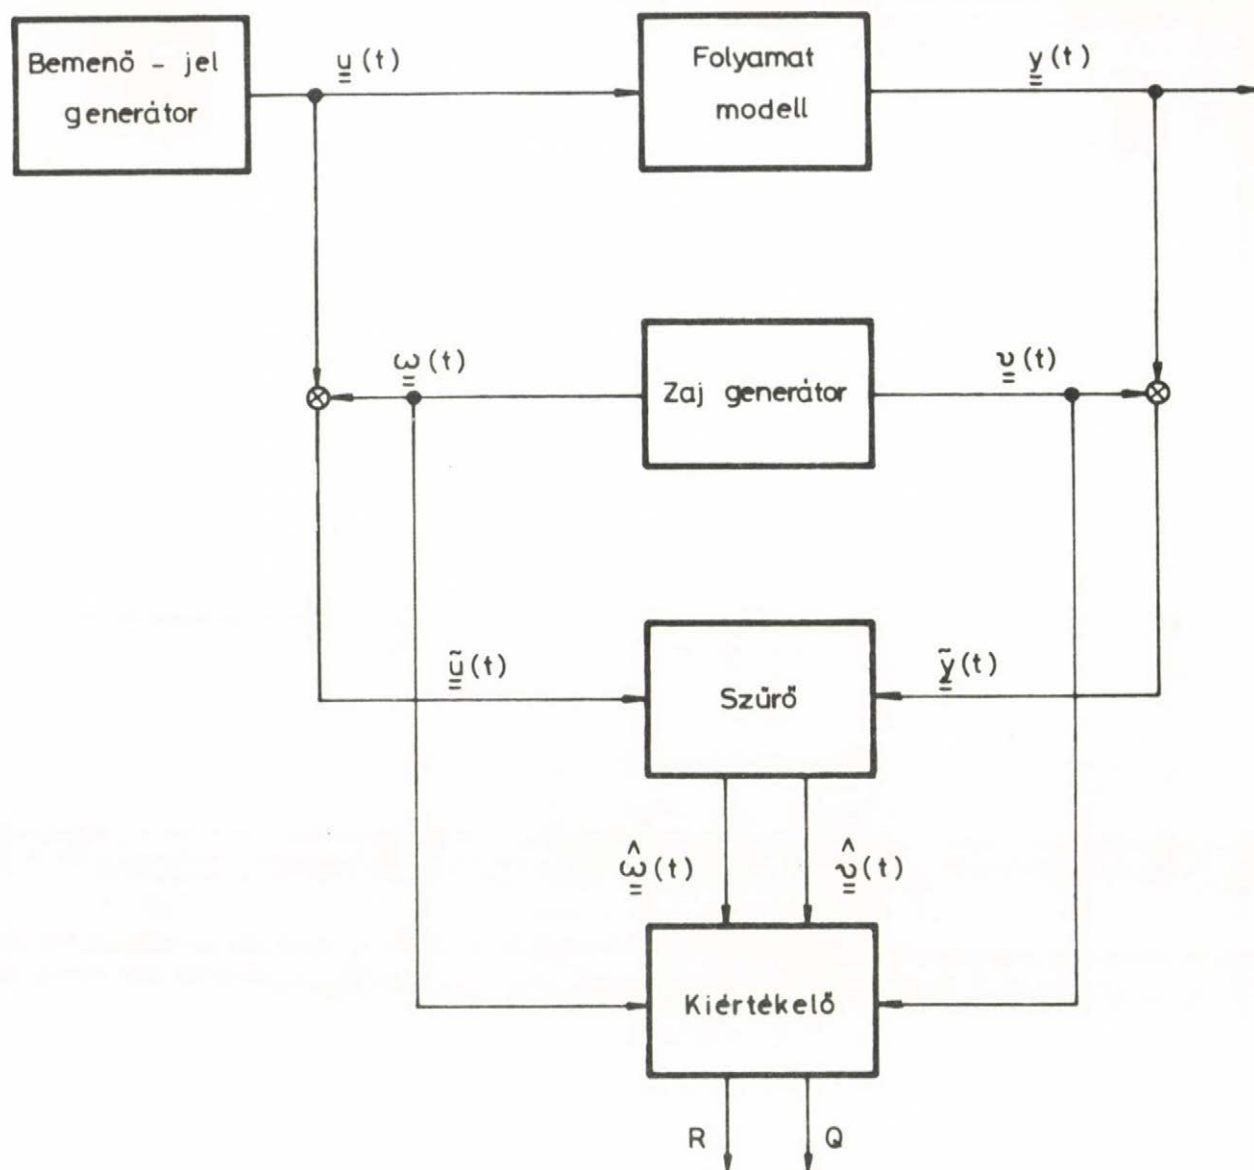 Bemenő - jel
generátor
u(t)
Folyamat
modell
y(t)
ω(t)
Zaj generátor
υ(t)
ũ(t)
Szűrő
ỹ(t)
ω̂(t)
υ̂(t)
Kiértékelő
R
Q